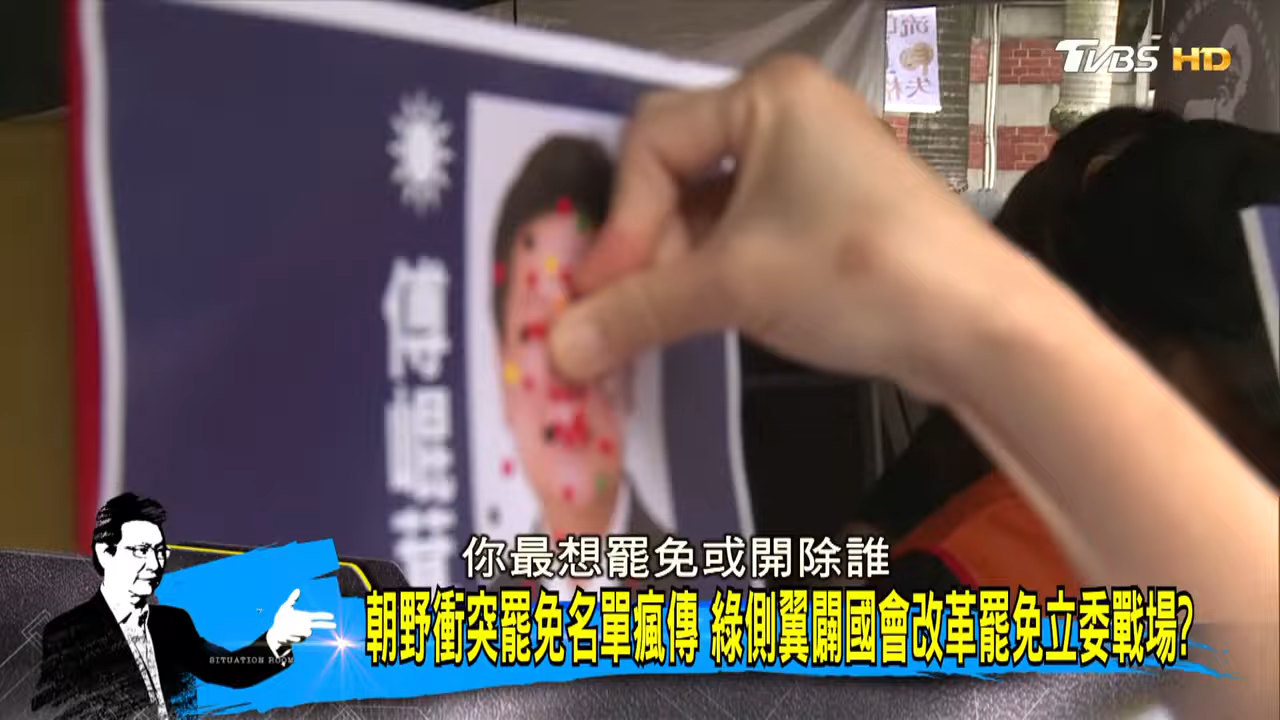 TVBS HD
傅崐萁
你最想罷免或開除誰
朝野衝突罷免名單瘋傳 綠側翼闢國會改革罷免立委戰場?
SITUATION ROOM